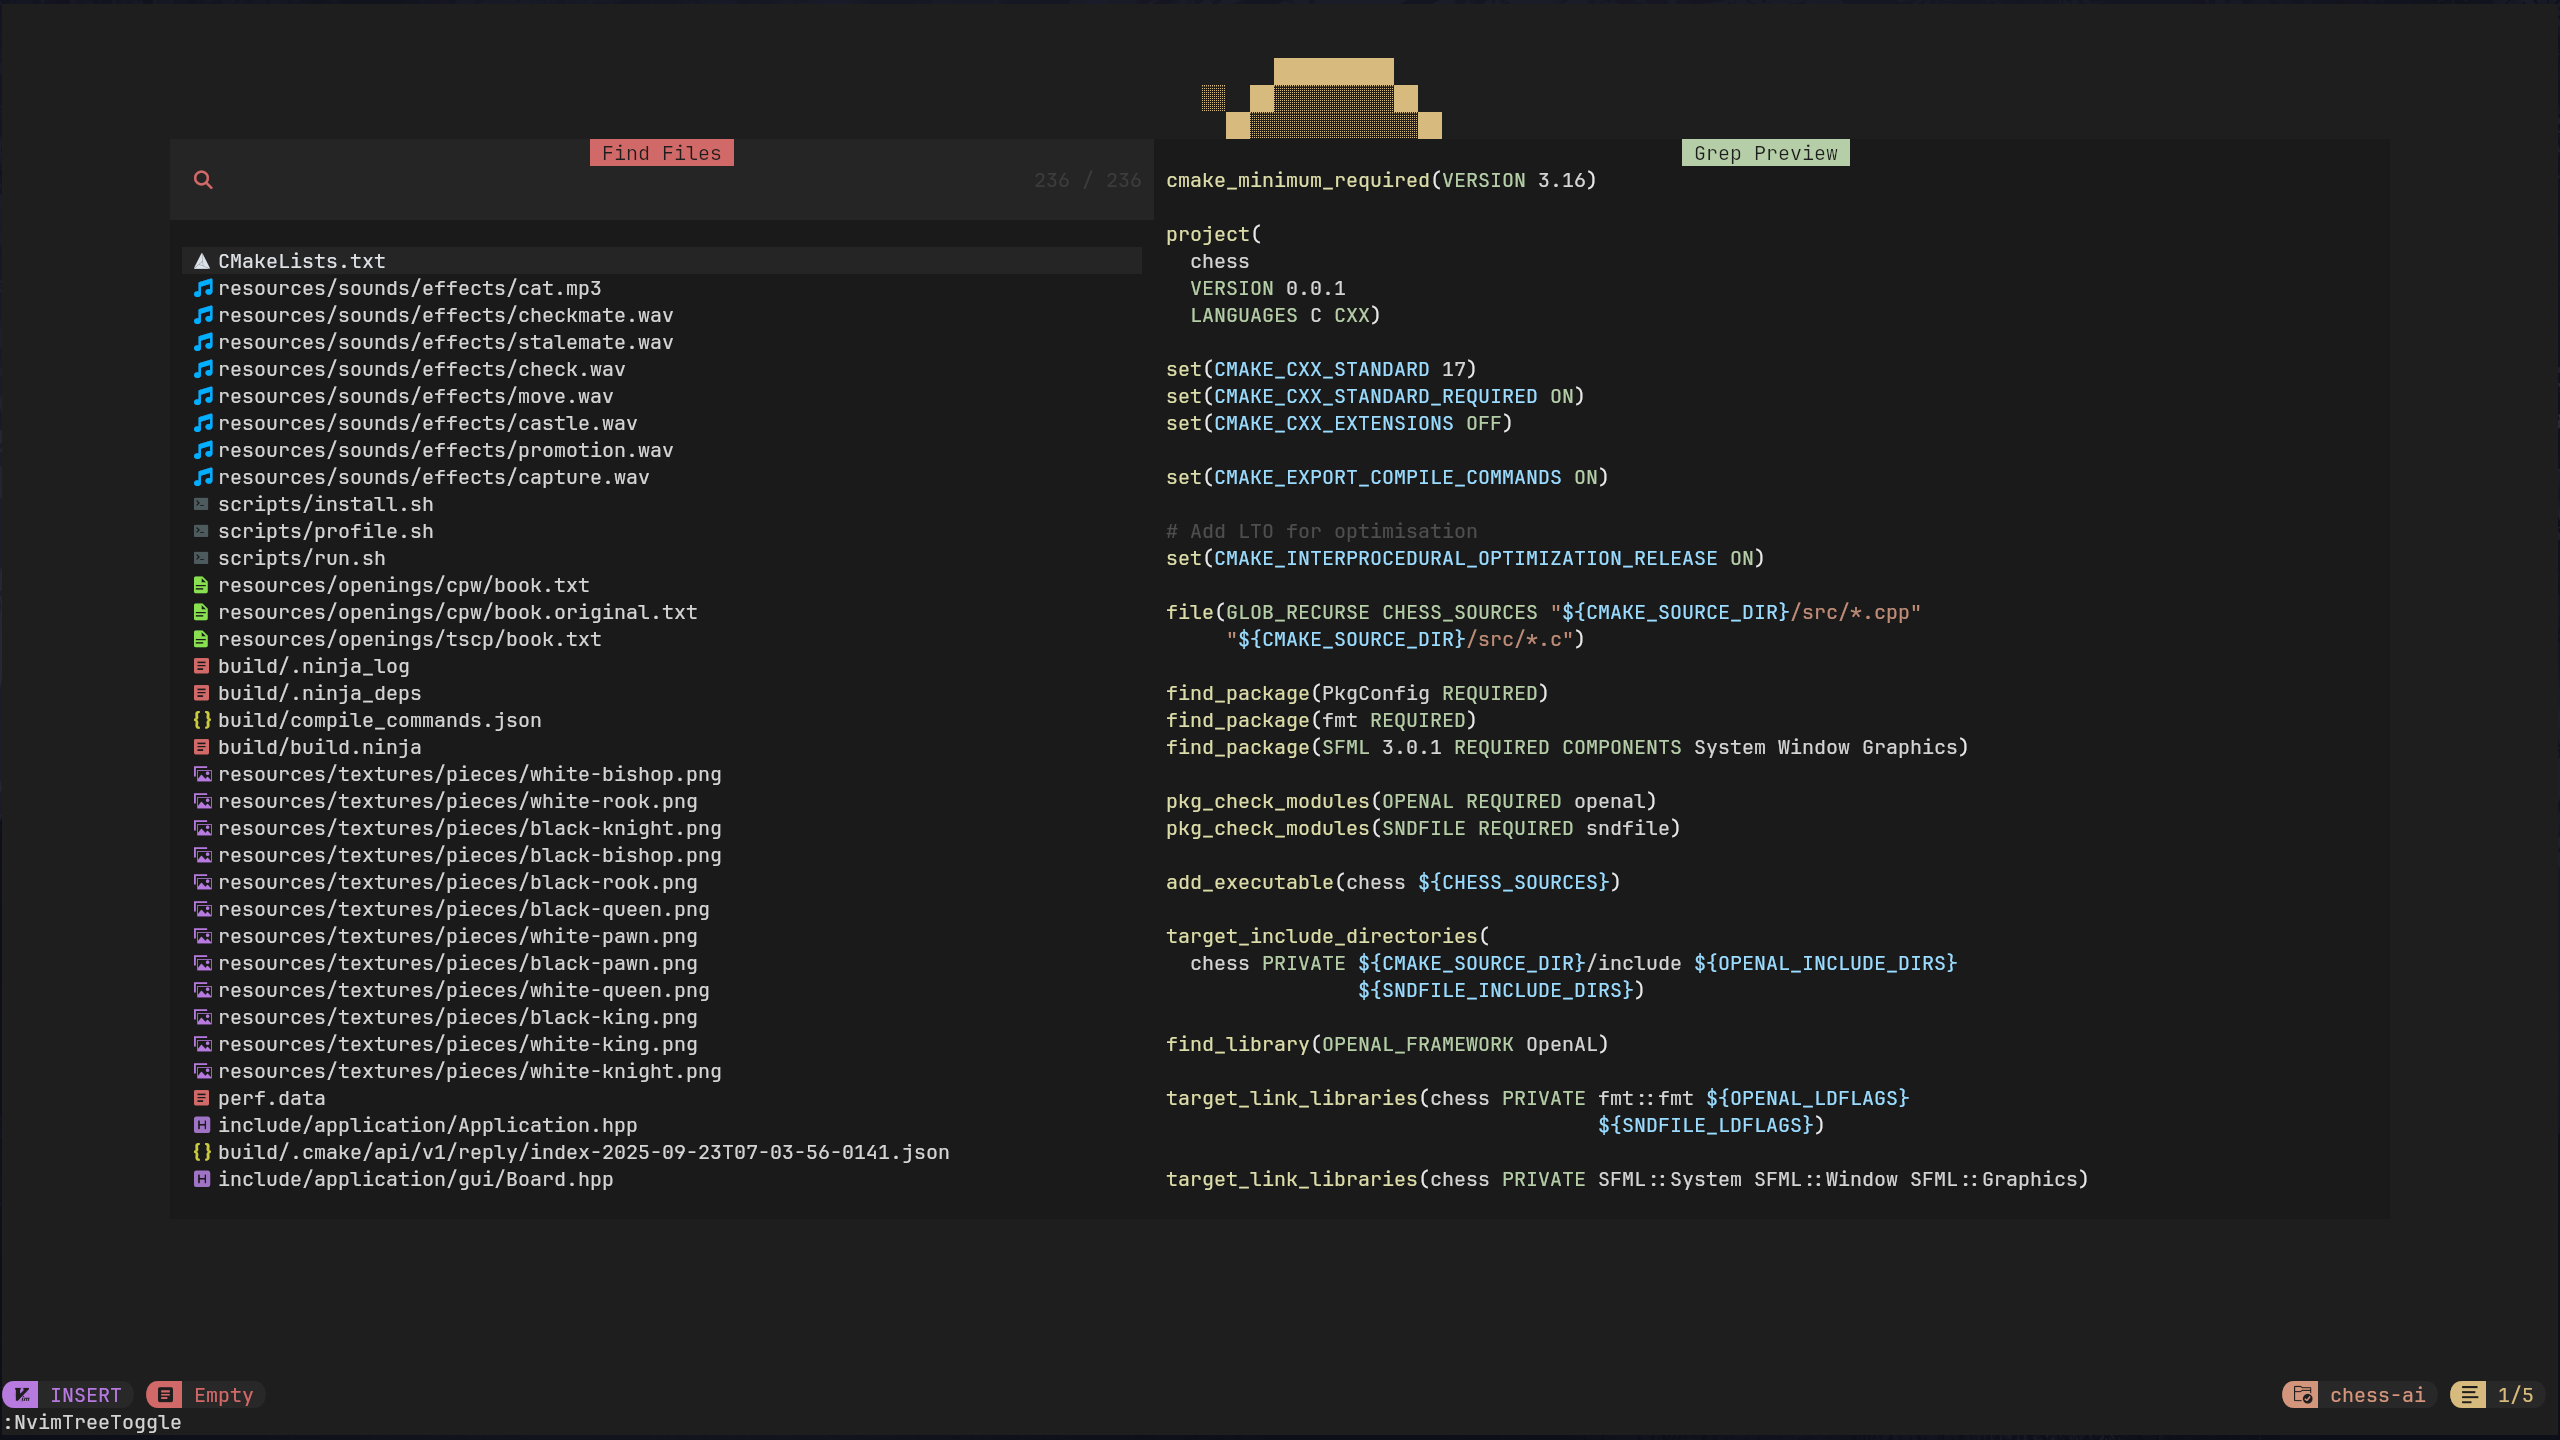 Find Files
236 / 236
CMakeLists.txt
resources/sounds/effects/cat.mp3
resources/sounds/effects/checkmate.wav
resources/sounds/effects/stalemate.wav
resources/sounds/effects/check.wav
resources/sounds/effects/move.wav
resources/sounds/effects/castle.wav
resources/sounds/effects/promotion.wav
resources/sounds/effects/capture.wav
scripts/install.sh
scripts/profile.sh
scripts/run.sh
resources/openings/cpw/book.txt
resources/openings/cpw/book.original.txt
resources/openings/tscp/book.txt
build/.ninja_log
build/.ninja_deps
build/compile_commands.json
build/build.ninja
resources/textures/pieces/white-bishop.png
resources/textures/pieces/white-rook.png
resources/textures/pieces/black-knight.png
resources/textures/pieces/black-bishop.png
resources/textures/pieces/black-rook.png
resources/textures/pieces/black-queen.png
resources/textures/pieces/white-pawn.png
resources/textures/pieces/black-pawn.png
resources/textures/pieces/white-queen.png
resources/textures/pieces/black-king.png
resources/textures/pieces/white-king.png
resources/textures/pieces/white-knight.png
perf.data
include/application/Application.hpp
build/.cmake/api/v1/reply/index-2025-09-23T07-03-56-0141.json
include/application/gui/Board.hpp
Grep Preview
cmake_minimum_required(VERSION 3.16)
project(
  chess
  VERSION 0.0.1
  LANGUAGES C CXX)
set(CMAKE_CXX_STANDARD 17)
set(CMAKE_CXX_STANDARD_REQUIRED ON)
set(CMAKE_CXX_EXTENSIONS OFF)
set(CMAKE_EXPORT_COMPILE_COMMANDS ON)
# Add LTO for optimisation
set(CMAKE_INTERPROCEDURAL_OPTIMIZATION_RELEASE ON)
file(GLOB_RECURSE CHESS_SOURCES "${CMAKE_SOURCE_DIR}/src/*.cpp"
     "${CMAKE_SOURCE_DIR}/src/*.c")
find_package(PkgConfig REQUIRED)
find_package(fmt REQUIRED)
find_package(SFML 3.0.1 REQUIRED COMPONENTS System Window Graphics)
pkg_check_modules(OPENAL REQUIRED openal)
pkg_check_modules(SNDFILE REQUIRED sndfile)
add_executable(chess ${CHESS_SOURCES})
target_include_directories(
  chess PRIVATE ${CMAKE_SOURCE_DIR}/include ${OPENAL_INCLUDE_DIRS}
                ${SNDFILE_INCLUDE_DIRS})
find_library(OPENAL_FRAMEWORK OpenAL)
target_link_libraries(chess PRIVATE fmt::fmt ${OPENAL_LDFLAGS}
                                    ${SNDFILE_LDFLAGS})
target_link_libraries(chess PRIVATE SFML::System SFML::Window SFML::Graphics)
INSERT
Empty
chess-ai
1/5
:NvimTreeToggle